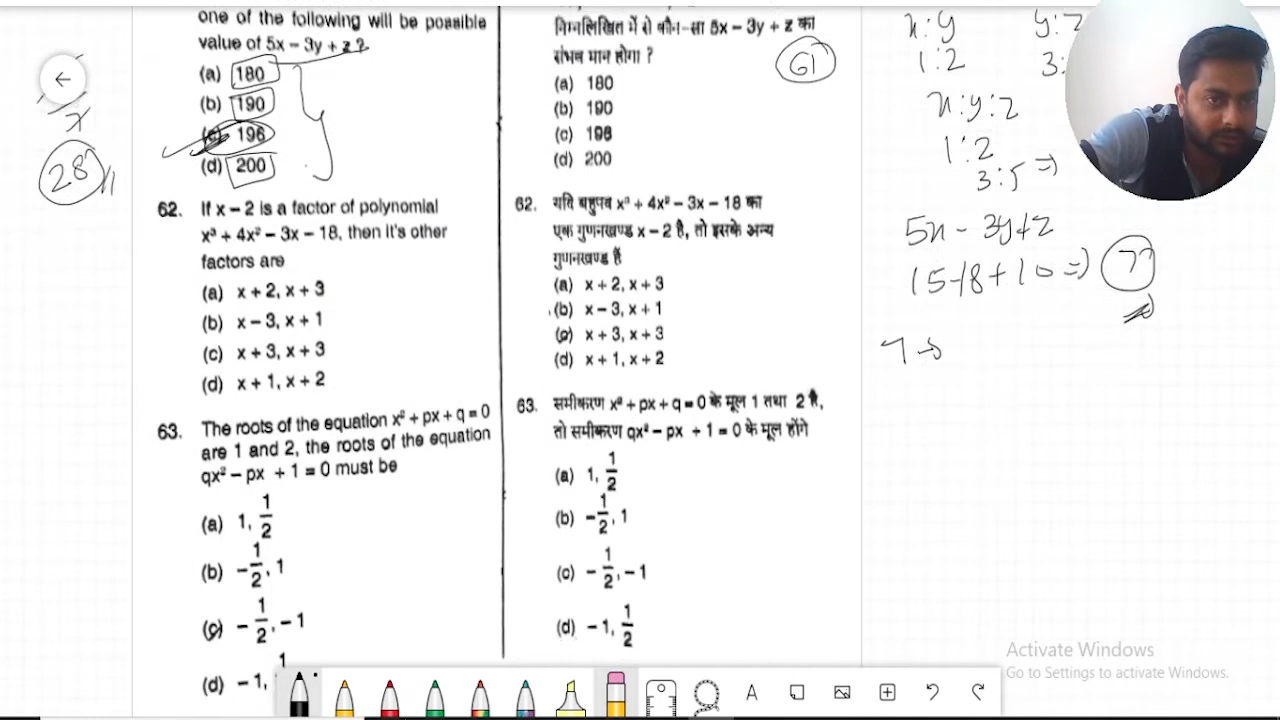 one of the following will be possible
value of 5x – 3y + z ?
(a) 180
(b) 190
(c) 196
(d) 200
62. If x – 2 is a factor of polynomial
x³ + 4x² – 3x – 18, then it's other
factors are
(a) x + 2, x + 3
(b) x – 3, x + 1
(c) x + 3, x + 3
(d) x + 1, x + 2
63. The roots of the equation x² + px + q = 0
are 1 and 2, the roots of the equation
qx² – px + 1 = 0 must be
(a) 1, 1/2
(b) –1/2, 1
(c) –1/2, –1
(d) –1, 1
निम्नलिखित में से कौन-सा 5x – 3y + z का
संभव मान होगा ?
(a) 180
(b) 190
(c) 196
(d) 200
62. यदि बहुपद x³ + 4x² – 3x – 18 का
एक गुणनखण्ड x – 2 है, तो इसके अन्य
गुणनखण्ड हैं
(a) x + 2, x + 3
(b) x – 3, x + 1
(c) x + 3, x + 3
(d) x + 1, x + 2
63. समीकरण x² + px + q = 0 के मूल 1 तथा 2 हैं,
तो समीकरण qx² – px + 1 = 0 के मूल होंगे
(a) 1, 1/2
(b) –1/2, 1
(c) –1/2, –1
(d) –1, 1/2
x
28
61
x:y y:z
1:2 3:
x:y:z
1:2
3:5 ⇒
5x – 3y+z
15-18+10 ⇒ 7
7 →
A
Activate Windows
Go to Settings to activate Windows.